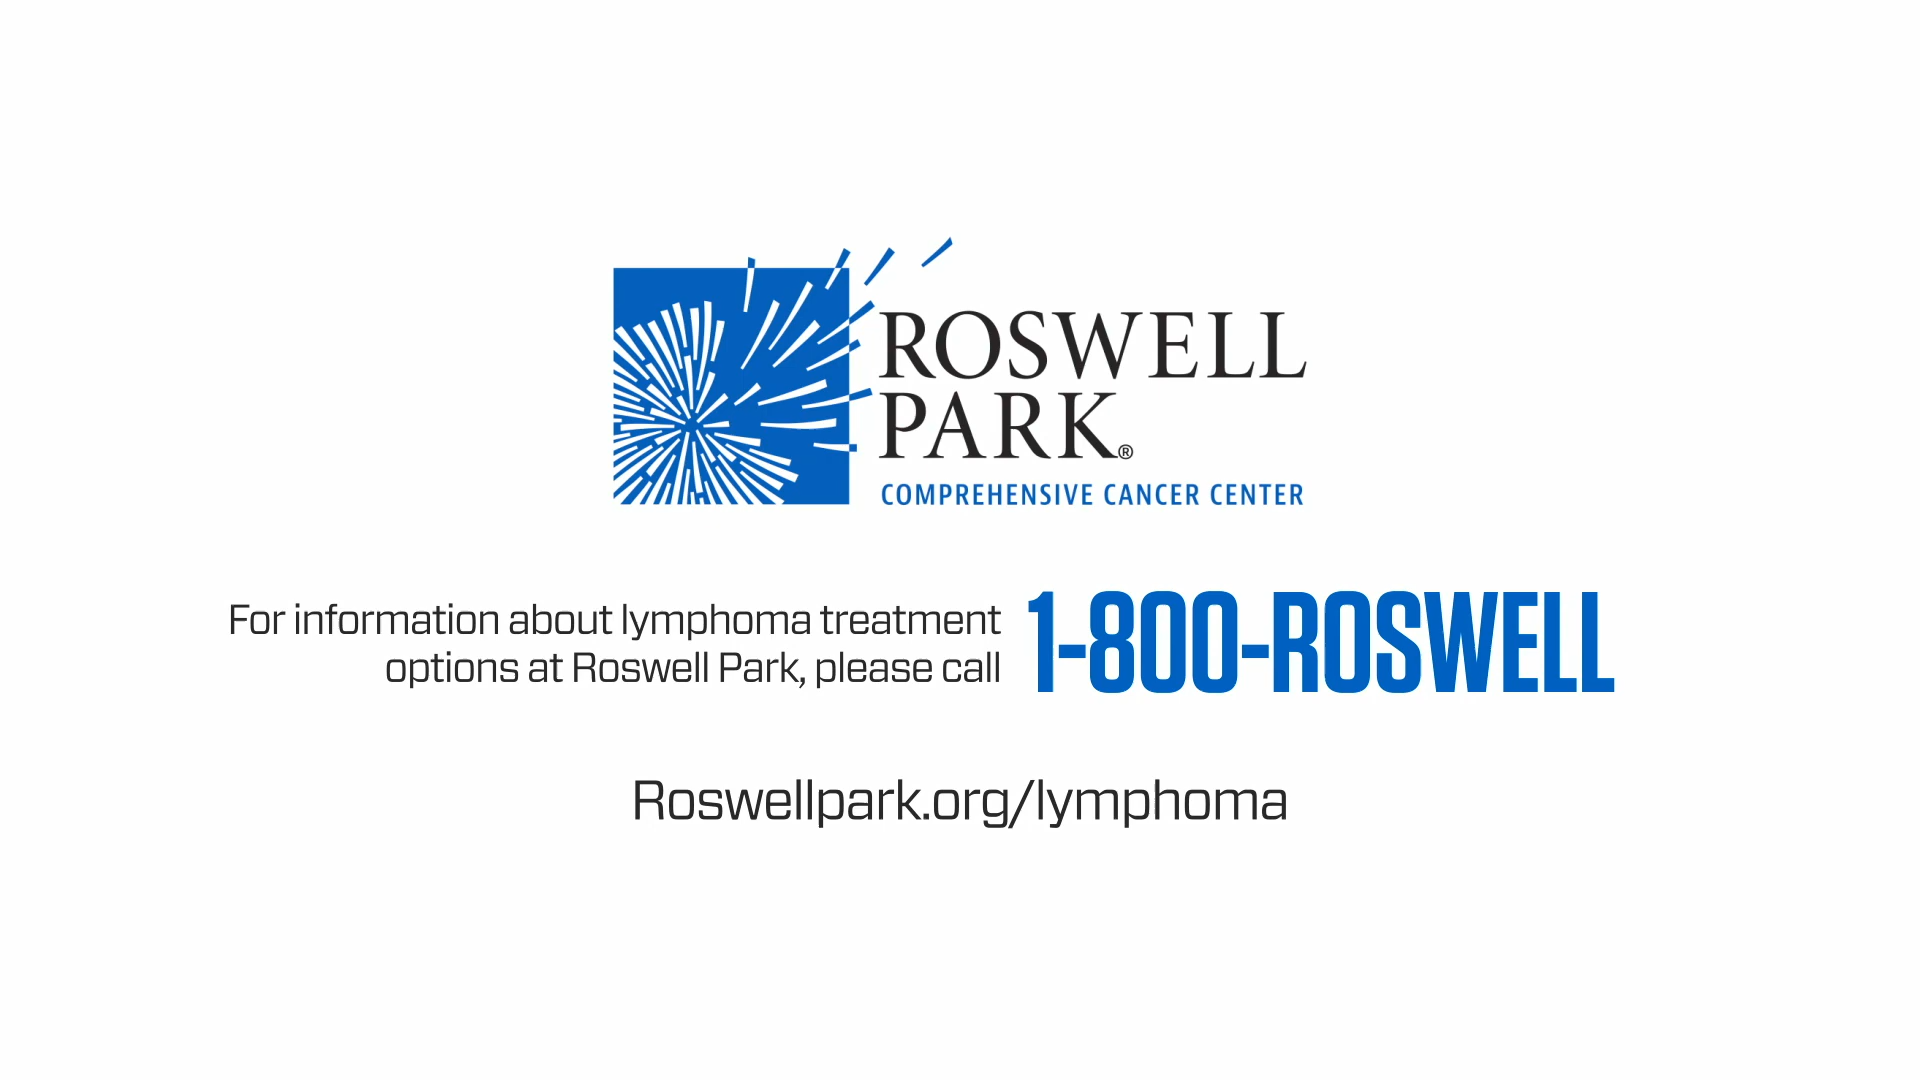 ROSWELL
PARK®
COMPREHENSIVE CANCER CENTER
For information about lymphoma treatment
options at Roswell Park, please call
1-800-ROSWELL
Roswellpark.org/lymphoma